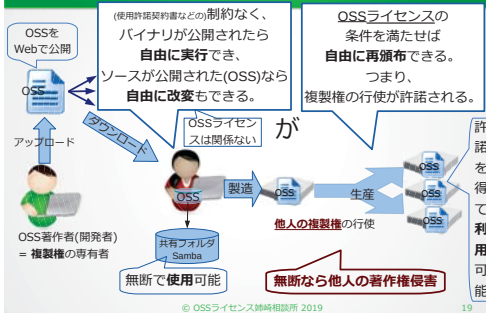 OSSを
Webで公開
(使用許諾契約書などの)制約なく、
バイナリが公開されたら
自由に実行でき、
ソースが公開された(OSS)なら
自由に改変もできる。
OSSライセンスの
条件を満たせば
自由に再頒布できる。
つまり、
複製権の行使が許諾される。
OSS
アップロード
ダウンロード
OSSライセン
スは関係ない
が
OSS
製造
OSS
生産
OSS
OSS
OSS
許
諾
を
得
て
利
用
可
能
OSS著作者(開発者)
= 複製権の専有者
共有フォルダ
Samba
他人の複製権の行使
無断で使用可能
無断なら他人の著作権侵害
© OSSライセンス姉崎相談所 2019
19